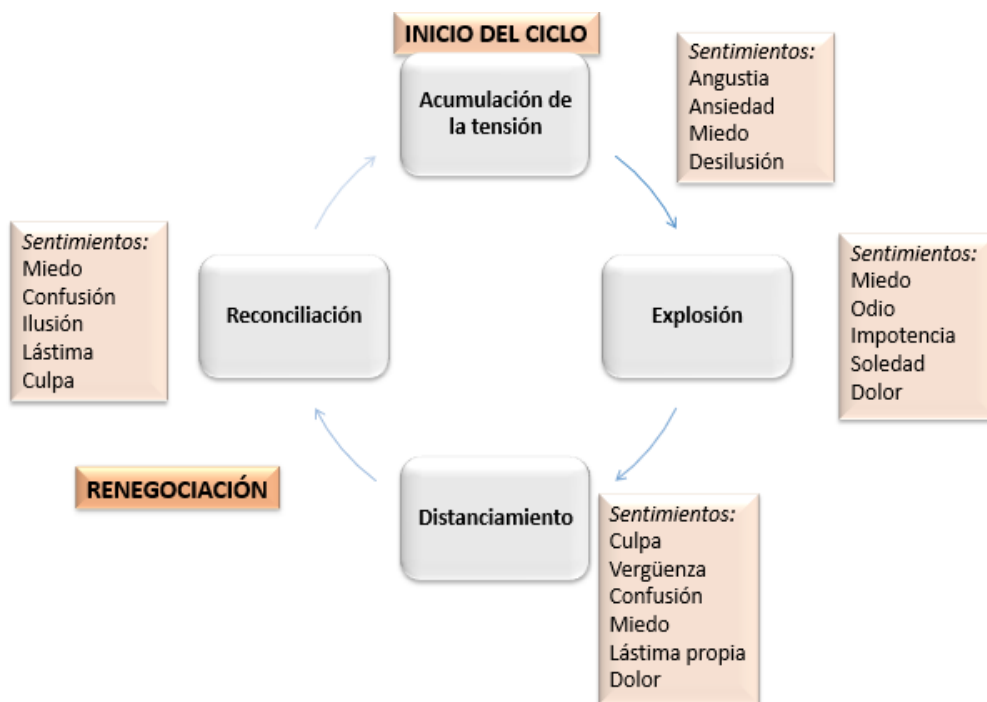 INICIO DEL CICLO
Acumulación de
la tensión
Sentimientos:
Angustia
Ansiedad
Miedo
Desilusión
Explosión
Sentimientos:
Miedo
Odio
Impotencia
Soledad
Dolor
Distanciamiento
Sentimientos:
Culpa
Vergüenza
Confusión
Miedo
Lástima propia
Dolor
RENEGOCIACIÓN
Reconciliación
Sentimientos:
Miedo
Confusión
Ilusión
Lástima
Culpa